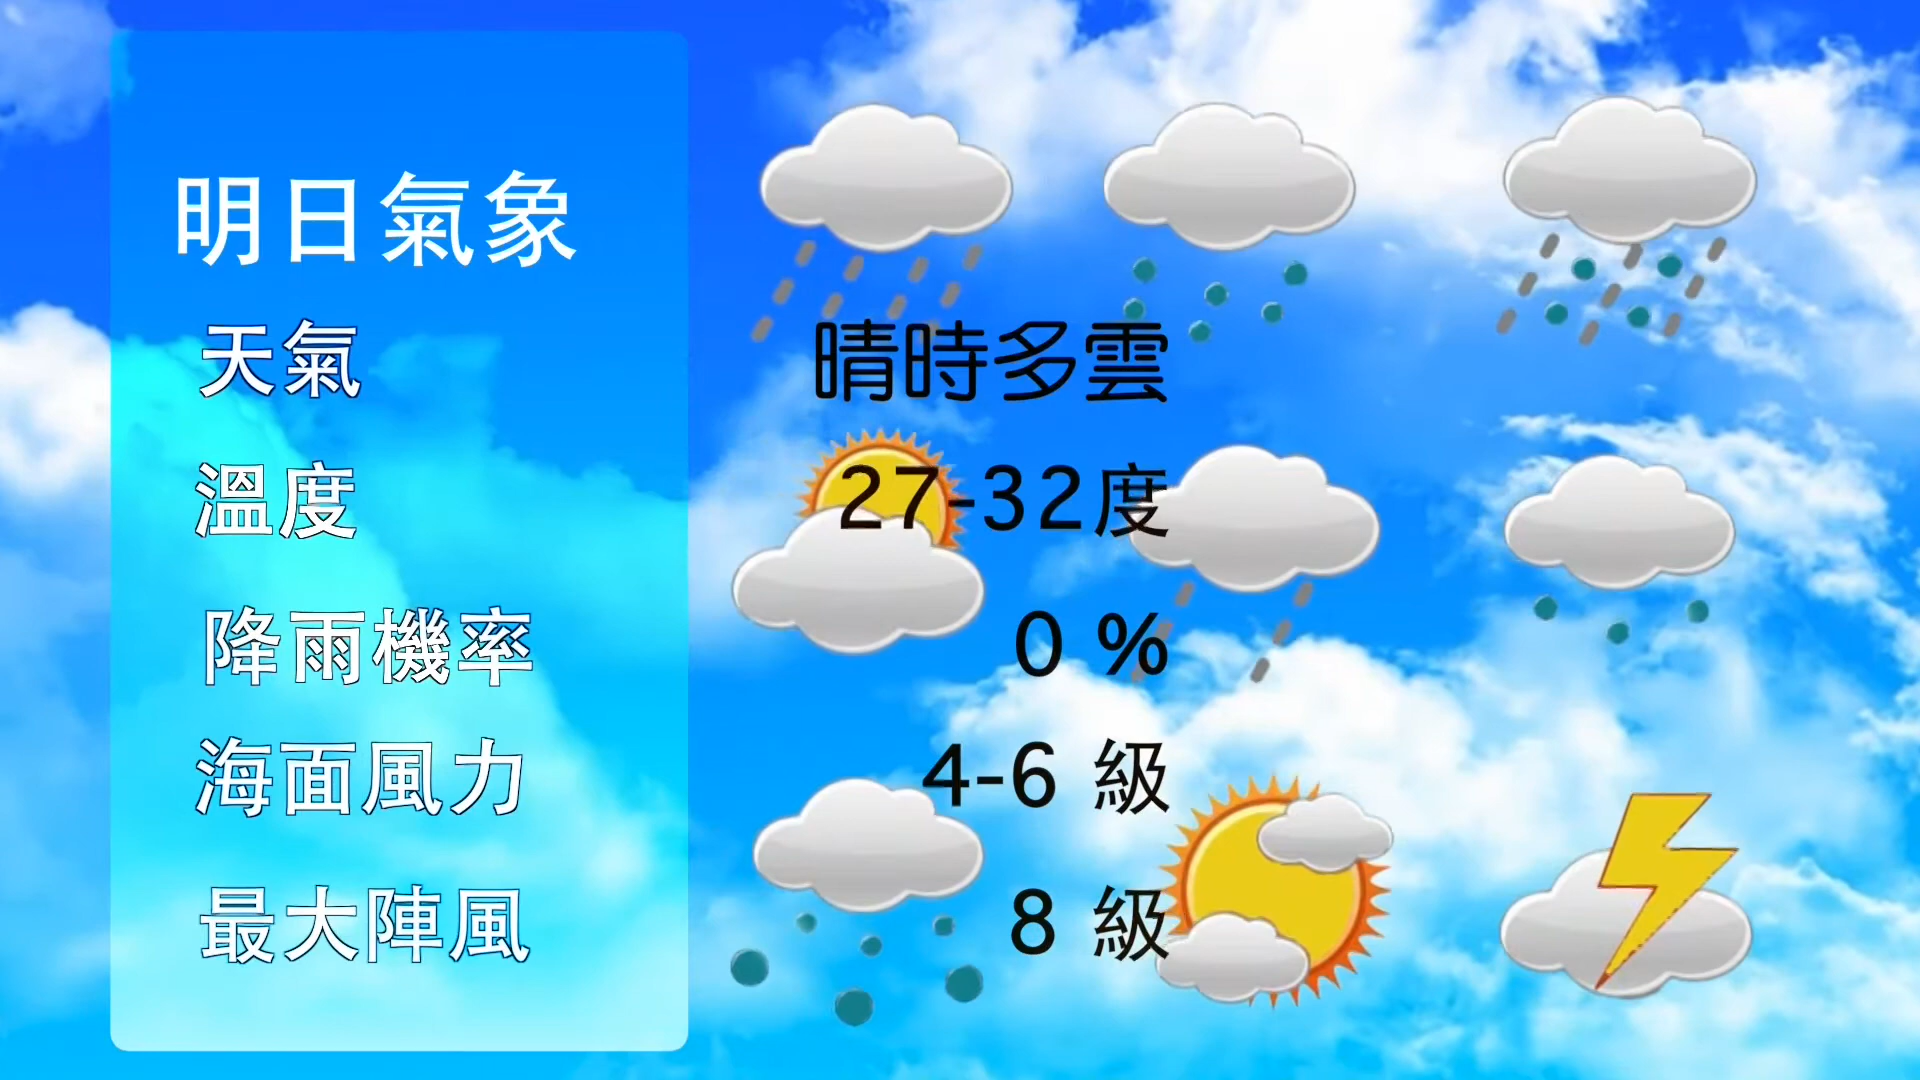 明日氣象
天氣 晴時多雲
溫度 27-32度
降雨機率 0 %
海面風力 4-6 級
最大陣風 8 級